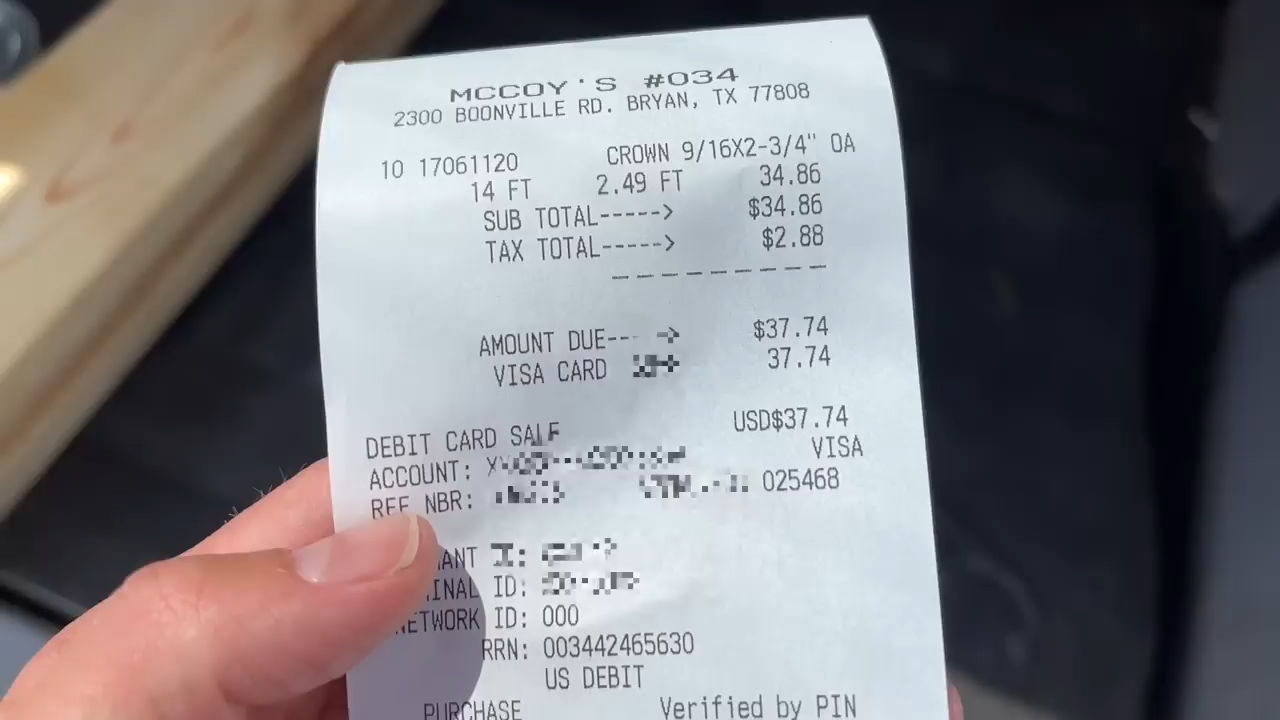 MCCOY'S #034
2300 BOONVILLE RD. BRYAN, TX 77808
10 17061120 CROWN 9/16X2-3/4" OA
14 FT 2.49 FT 34.86
SUB TOTAL-----> $34.86
TAX TOTAL-----> $2.88
AMOUNT DUE----> $37.74
VISA CARD 37.74
DEBIT CARD SALE USD$37.74
ACCOUNT: VISA
REF NBR: 025468
ID:
ID:
NETWORK ID: 000
RRN: 003442465630
US DEBIT
PURCHASE Verified by PIN